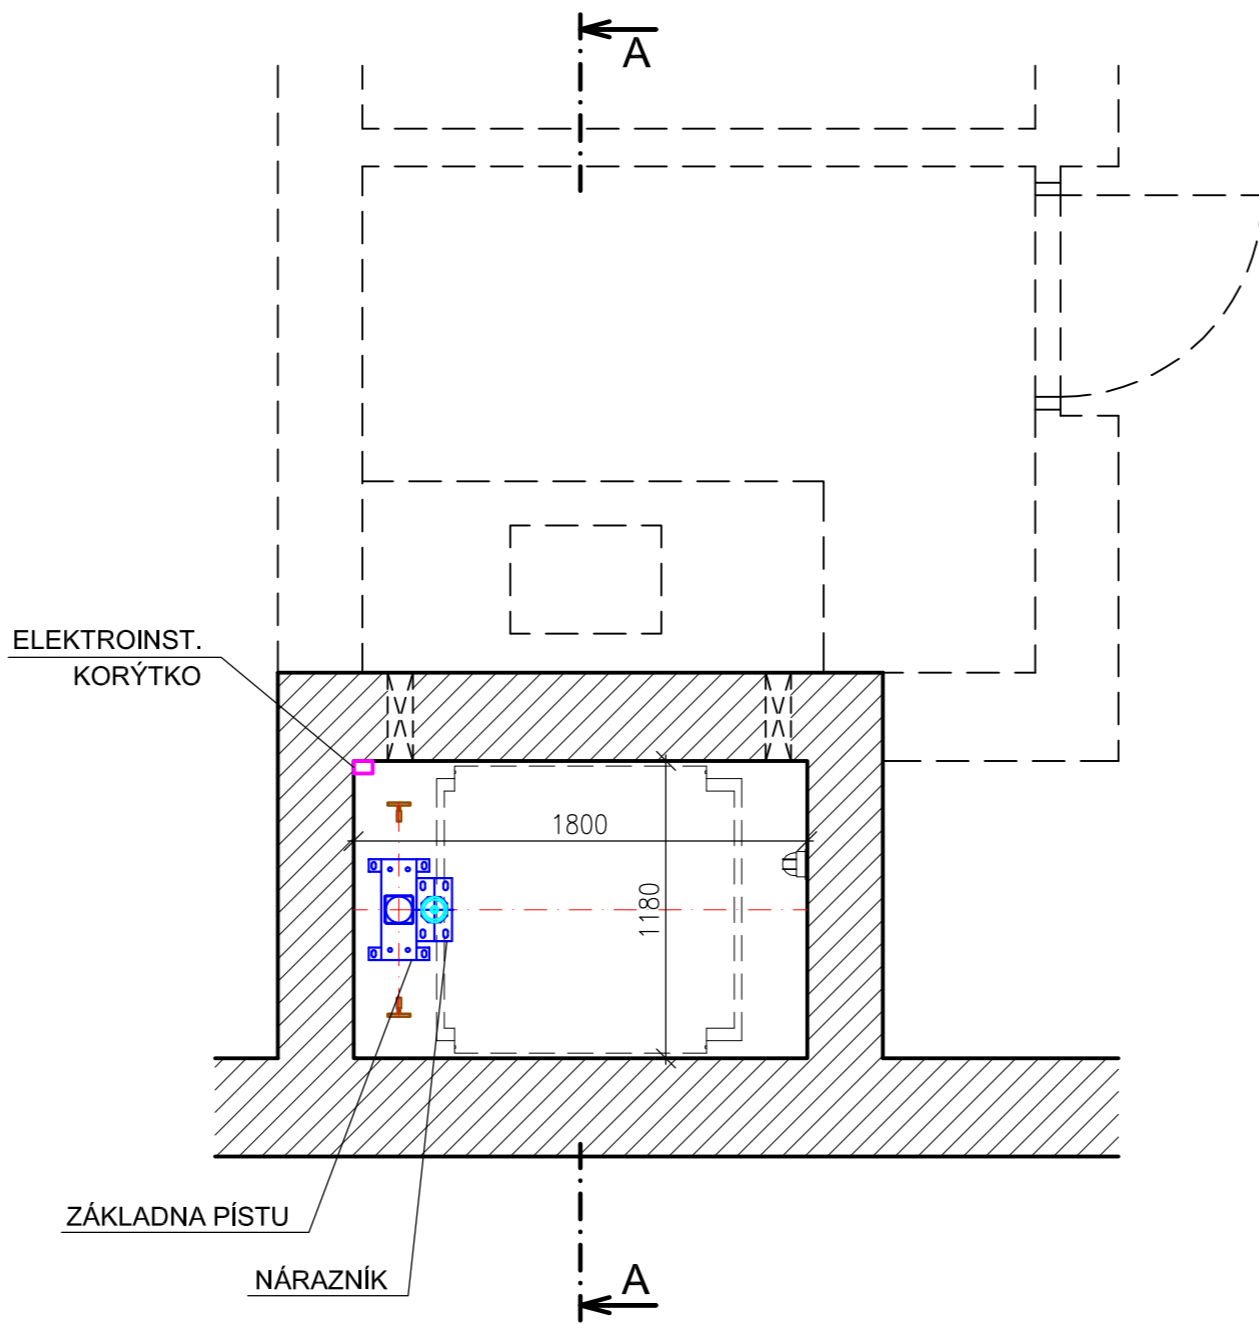 A
ELEKTROINST.
KORÝTKO
1800
1180
ZÁKLADNA PÍSTU
NÁRAZNÍK
A